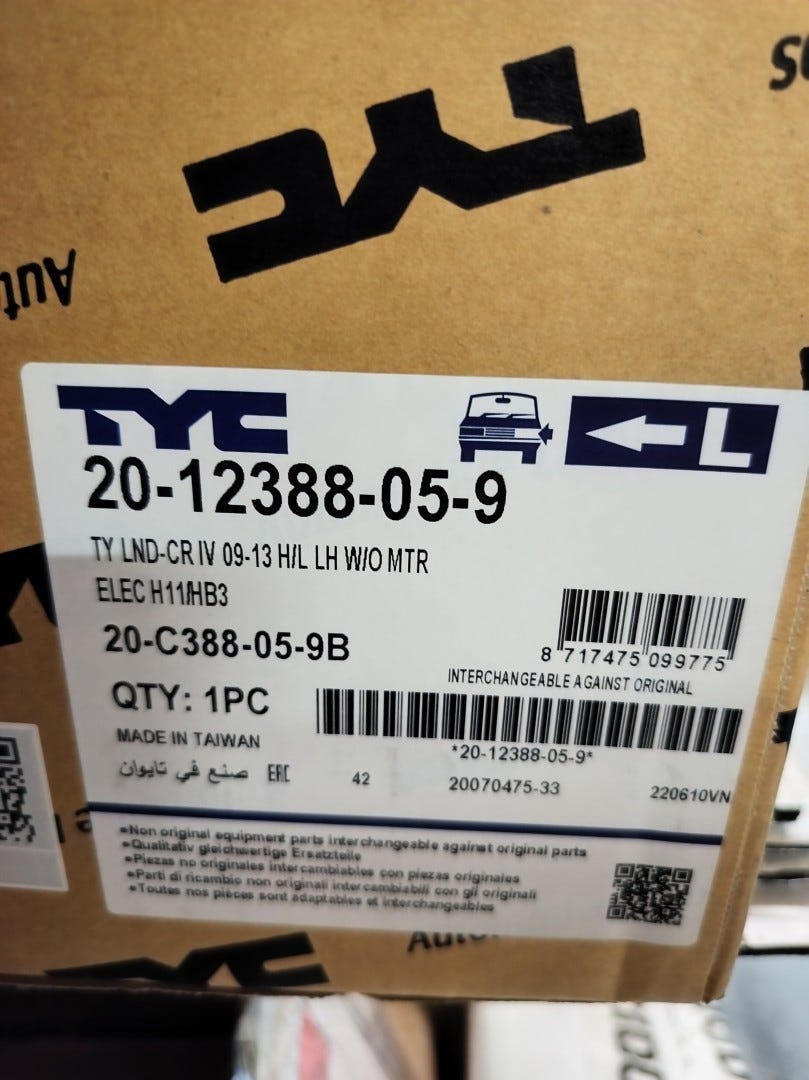 TYC
Auto
TYC
L
20-12388-05-9
TY LND-CR IV 09-13 H/L LH W/O MTR
ELEC H11/HB3
20-C388-05-9B
8 717475 099775
INTERCHANGEABLE AGAINST ORIGINAL
QTY: 1PC
MADE IN TAIWAN
*20-12388-05-9*
صنع في تايوان EAC 42 20070475-33 220610VN
•Non original equipment parts interchangeable against original parts
•Qualitativ gleichwertige Ersatzteile
•Piezas no originales intercambiables con piezas originales
•Parti di ricambio non originali intercambiabili con gli originali
•Toutes nos pièces sont adaptables et interchangeables
TYC